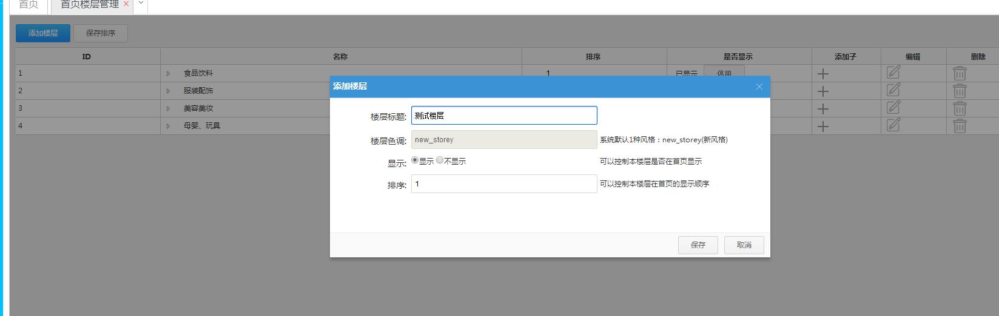 首页 首页楼层管理
添加楼层 保存排序
ID 名称 排序 是否显示 添加子 编辑 删除
1 食品饮料 1 已显示 停用
2 服装配饰
3 美容美妆
4 母婴、玩具
添加楼层
楼层标题: 测试楼层
楼层色调: new_storey 系统默认1种风格：new_storey(新风格)
显示: 显示 不显示 可以控制本楼层是否在首页显示
排序: 1 可以控制本楼层在首页的显示顺序
保存 取消